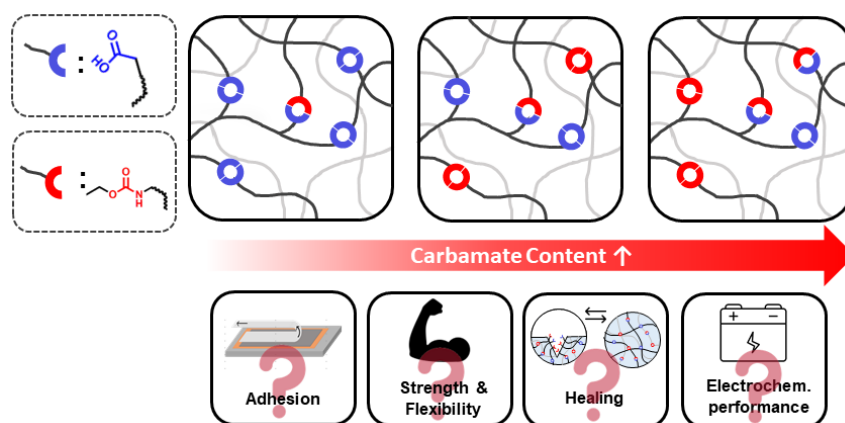 :
O
HO
:
O
O
N
H
Carbamate Content ↑
?
Adhesion
?
Strength &
Flexibility
?
Healing
+ −
?
Electrochem.
performance